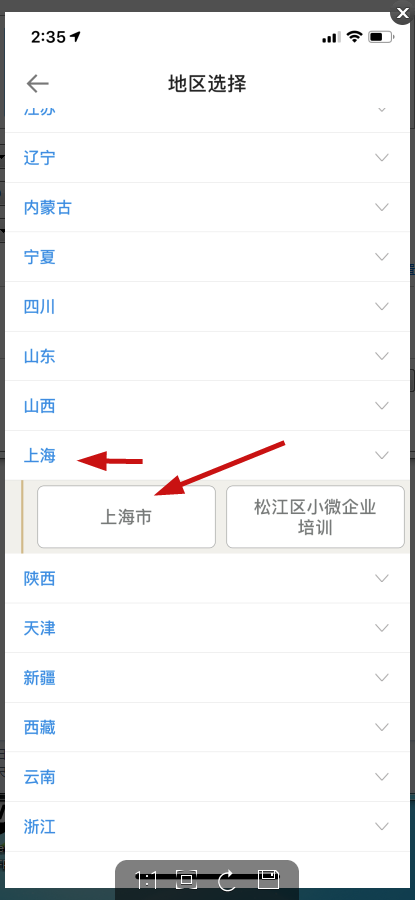 2:35
地区选择
江苏
辽宁
内蒙古
宁夏
四川
山东
山西
上海
上海市
松江区小微企业
培训
陕西
天津
新疆
西藏
云南
浙江
1:1